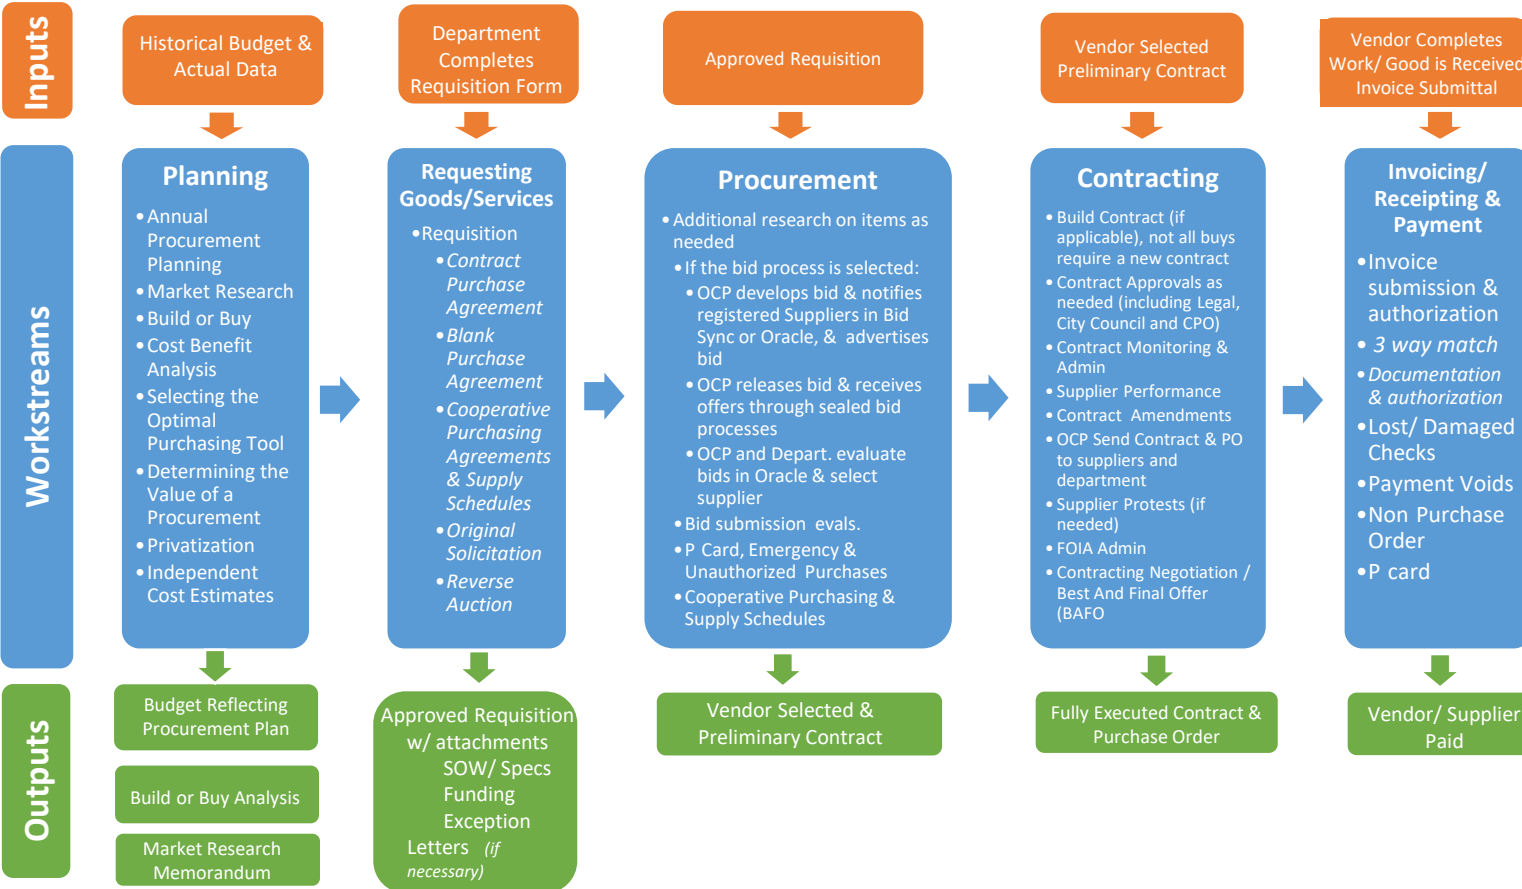 Inputs
Historical Budget &
Actual Data
Department
Completes
Requisition Form
Approved Requisition
Vendor Selected
Preliminary Contract
Vendor Completes
Work/ Good is Received
Invoice Submittal
Workstreams
Planning
•Annual
Procurement
Planning
•Market Research
•Build or Buy
•Cost Benefit
Analysis
•Selecting the
Optimal
Purchasing Tool
•Determining the
Value of a
Procurement
•Privatization
•Independent
Cost Estimates
Requesting
Goods/Services
•Requisition
•Contract
Purchase
Agreement
•Blank
Purchase
Agreement
•Cooperative
Purchasing
Agreements
& Supply
Schedules
•Original
Solicitation
•Reverse
Auction
Procurement
•Additional research on items as
needed
•If the bid process is selected:
•OCP develops bid & notifies
registered Suppliers in Bid
Sync or Oracle, & advertises
bid
•OCP releases bid & receives
offers through sealed bid
processes
•OCP and Depart. evaluate
bids in Oracle & select
supplier
•Bid submission evals.
•P Card, Emergency &
Unauthorized Purchases
•Cooperative Purchasing &
Supply Schedules
Contracting
•Build Contract (if
applicable), not all buys
require a new contract
•Contract Approvals as
needed (including Legal,
City Council and CPO)
•Contract Monitoring &
Admin
•Supplier Performance
•Contract Amendments
•OCP Send Contract & PO
to suppliers and
department
•Supplier Protests (if
needed)
•FOIA Admin
•Contracting Negotiation /
Best And Final Offer
(BAFO
Invoicing/
Receipting &
Payment
•Invoice
submission &
authorization
• 3 way match
•Documentation
& authorization
•Lost/ Damaged
Checks
•Payment Voids
•Non Purchase
Order
•P card
Outputs
Budget Reflecting
Procurement Plan
Build or Buy Analysis
Market Research
Memorandum
Approved Requisition
w/ attachments
SOW/ Specs
Funding
Exception
Letters (if
necessary)
Vendor Selected &
Preliminary Contract
Fully Executed Contract &
Purchase Order
Vendor/ Supplier
Paid